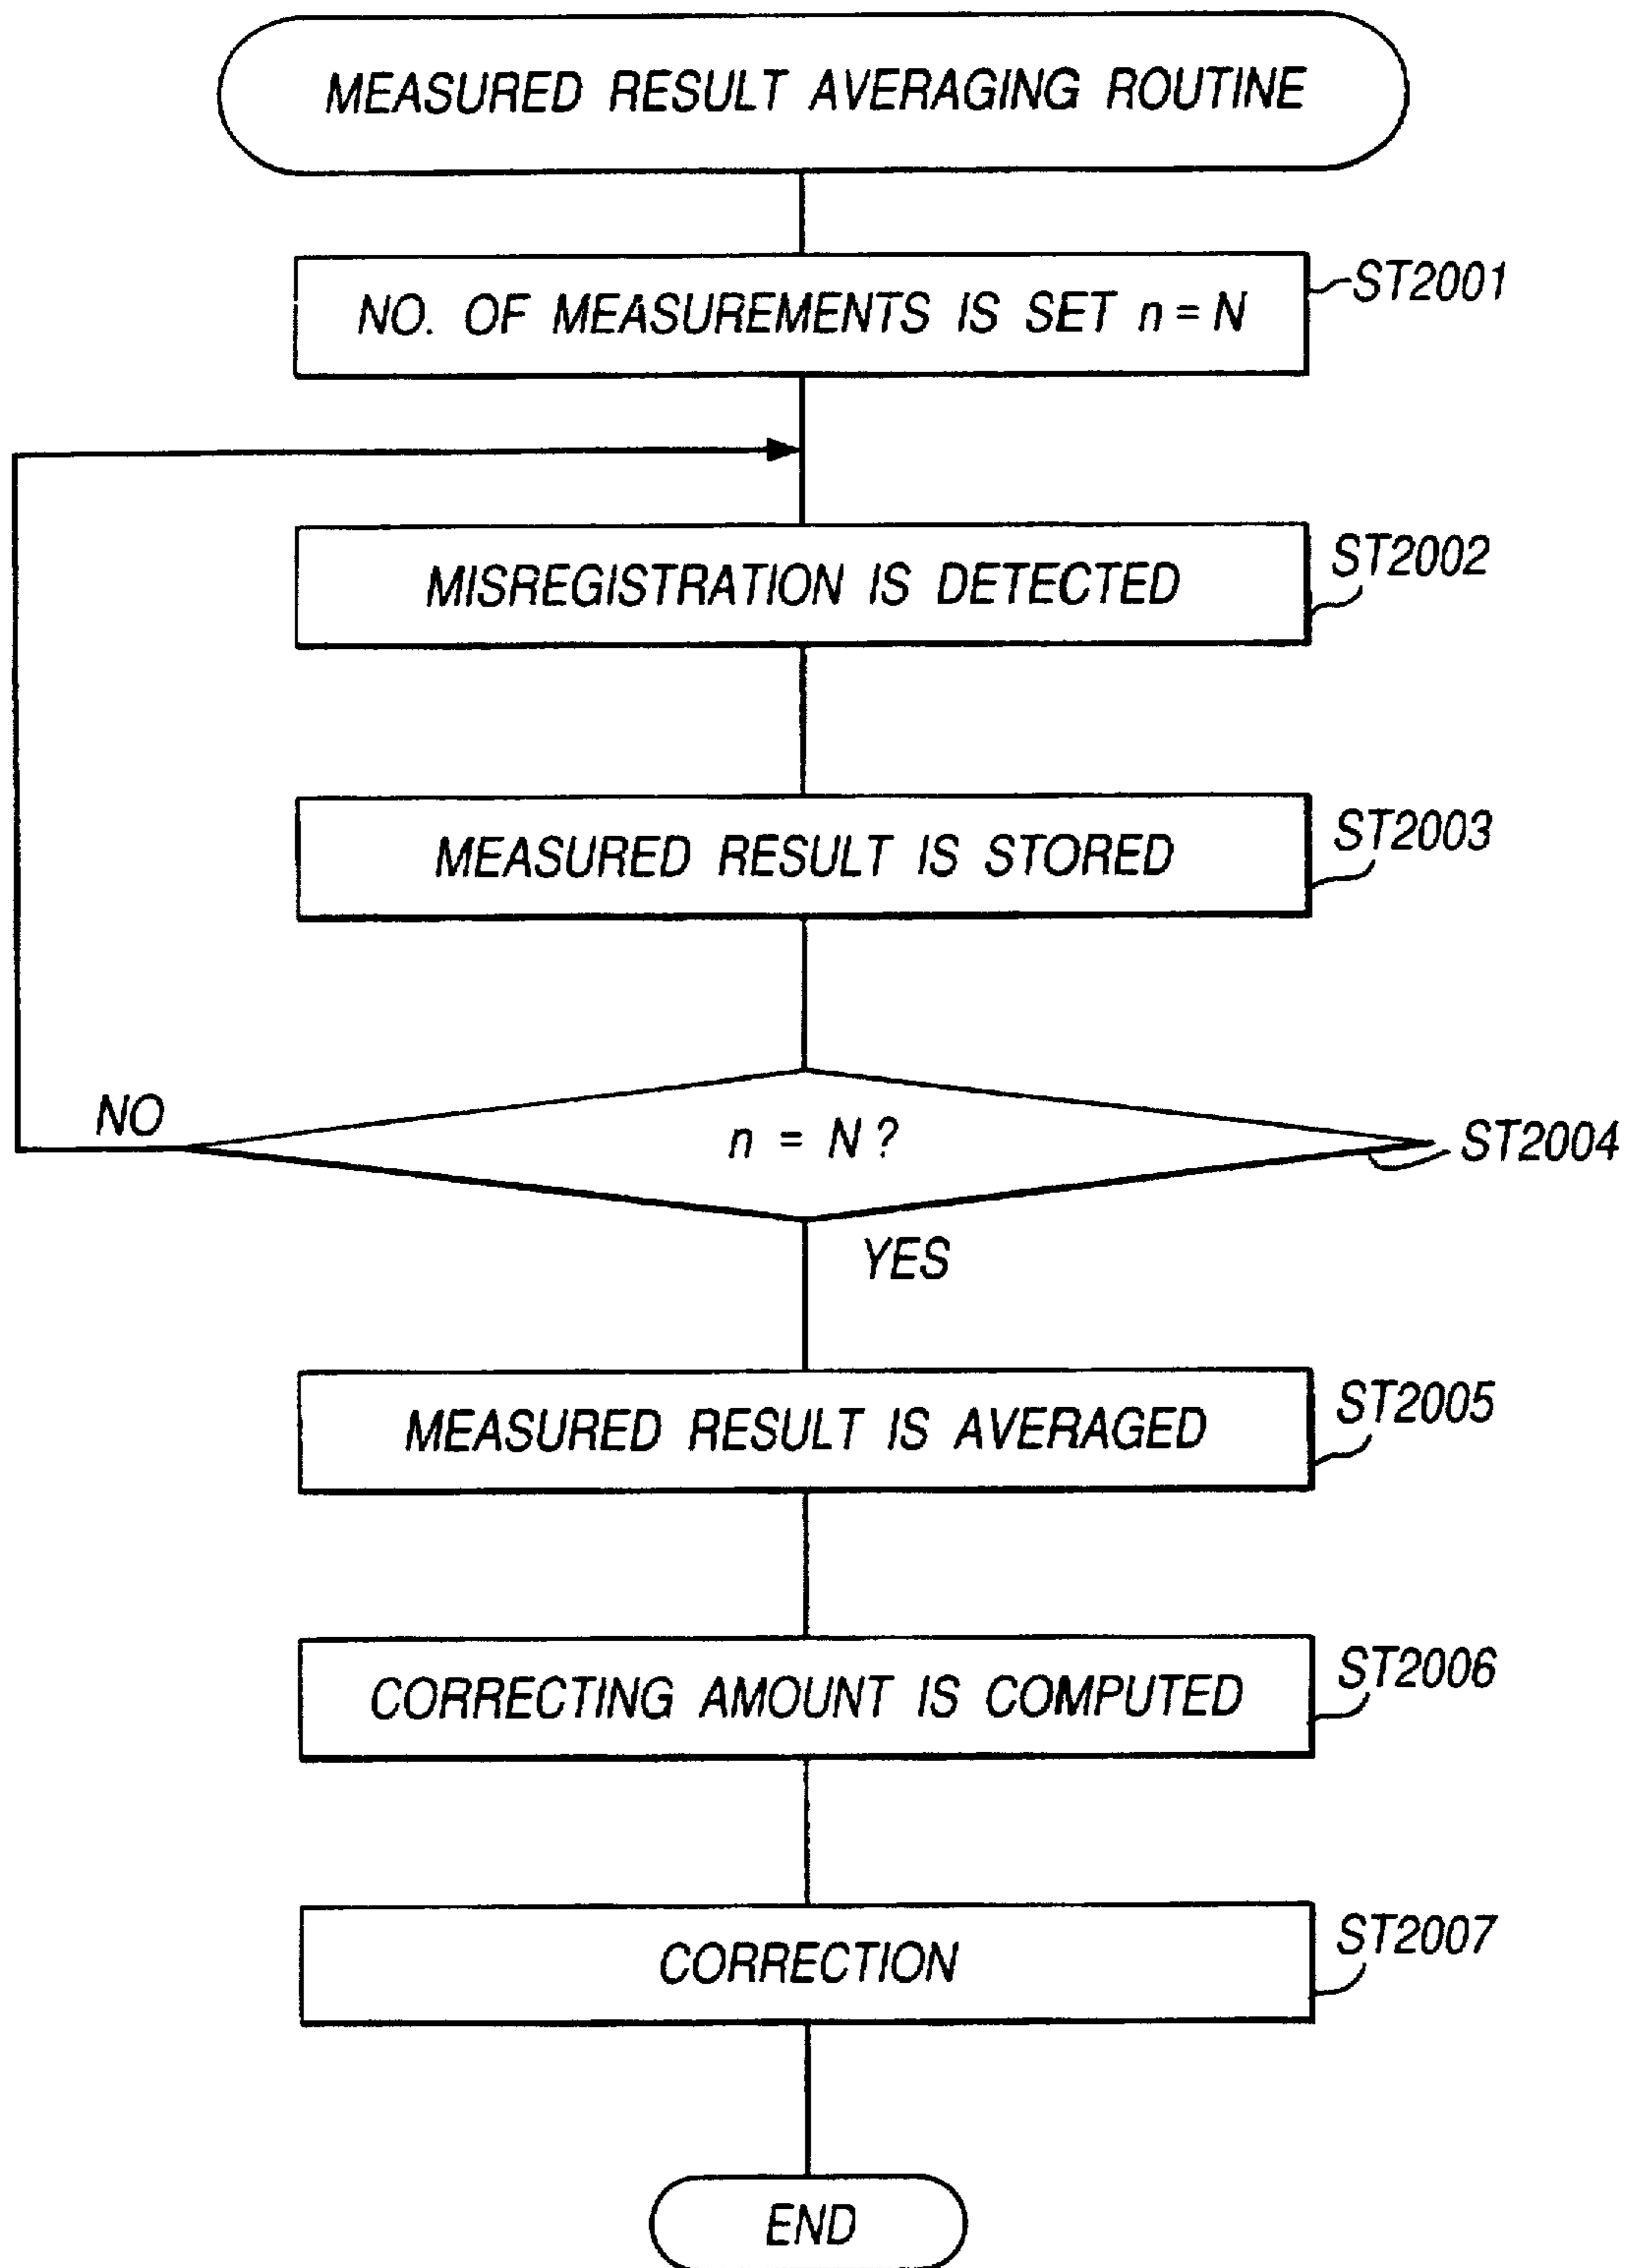 MEASURED RESULT AVERAGING ROUTINE
NO. OF MEASUREMENTS IS SET n = N
ST2001
MISREGISTRATION IS DETECTED
ST2002
MEASURED RESULT IS STORED
ST2003
NO
n = N ?
ST2004
YES
MEASURED RESULT IS AVERAGED
ST2005
CORRECTING AMOUNT IS COMPUTED
ST2006
CORRECTION
ST2007
END